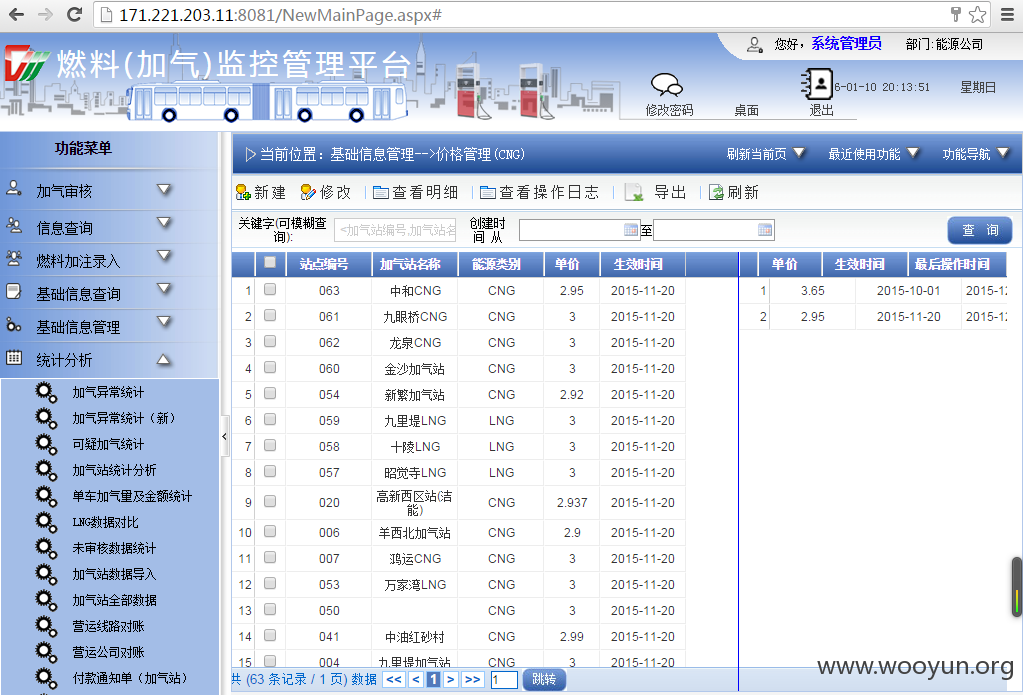 171.221.203.11:8081/NewMainPage.aspx#
燃料(加气)监控管理平台
您好，系统管理员 部门:能源公司
修改密码 桌面 退出 6-01-10 20:13:51 星期日
功能菜单
加气审核
信息查询
燃料加注录入
基础信息查询
基础信息管理
统计分析
加气异常统计
加气异常统计（新）
可疑加气统计
加气站统计分析
单车加气量及金额统计
LNG数据对比
未审核数据统计
加气站数据导入
加气站全部数据
营运线路对账
营运公司对账
付款通知单（加气站）
当前位置：基础信息管理-->价格管理(CNG)
刷新当前页 最近使用功能 功能导航
新建 修改 查看明细 查看操作日志 导出 刷新
关键字(可模糊查询): <加气站编号,加气站名 创建时间 从 至 查 询
站点编号 加气站名称 能源类别 单价 生效时间
1 063 中和CNG CNG 2.95 2015-11-20
2 061 九眼桥CNG CNG 3 2015-11-20
3 062 龙泉CNG CNG 3 2015-11-20
4 060 金沙加气站 CNG 3 2015-11-20
5 054 新繁加气站 CNG 2.92 2015-11-20
6 059 九里堤LNG LNG 3 2015-11-20
7 058 十陵LNG LNG 3 2015-11-20
8 057 昭觉寺LNG LNG 3 2015-11-20
9 020 高新西区站(洁能) CNG 2.937 2015-11-20
10 006 羊西北加气站 CNG 2.9 2015-11-20
11 007 鸿运CNG CNG 3 2015-11-20
12 053 万家湾LNG CNG 3 2015-11-20
13 050 CNG 3 2015-11-20
14 041 中油红砂村 CNG 2.99 2015-11-20
15 004 九里堤加气站 CNG 3 2015-11-20
单价 生效时间 最后操作时间
1 3.65 2015-10-01 2015-12
2 2.95 2015-11-20 2015-12
共 (63 条记录 / 1 页) 数据 << < 1 > >> 1 跳转
www.wooyun.org